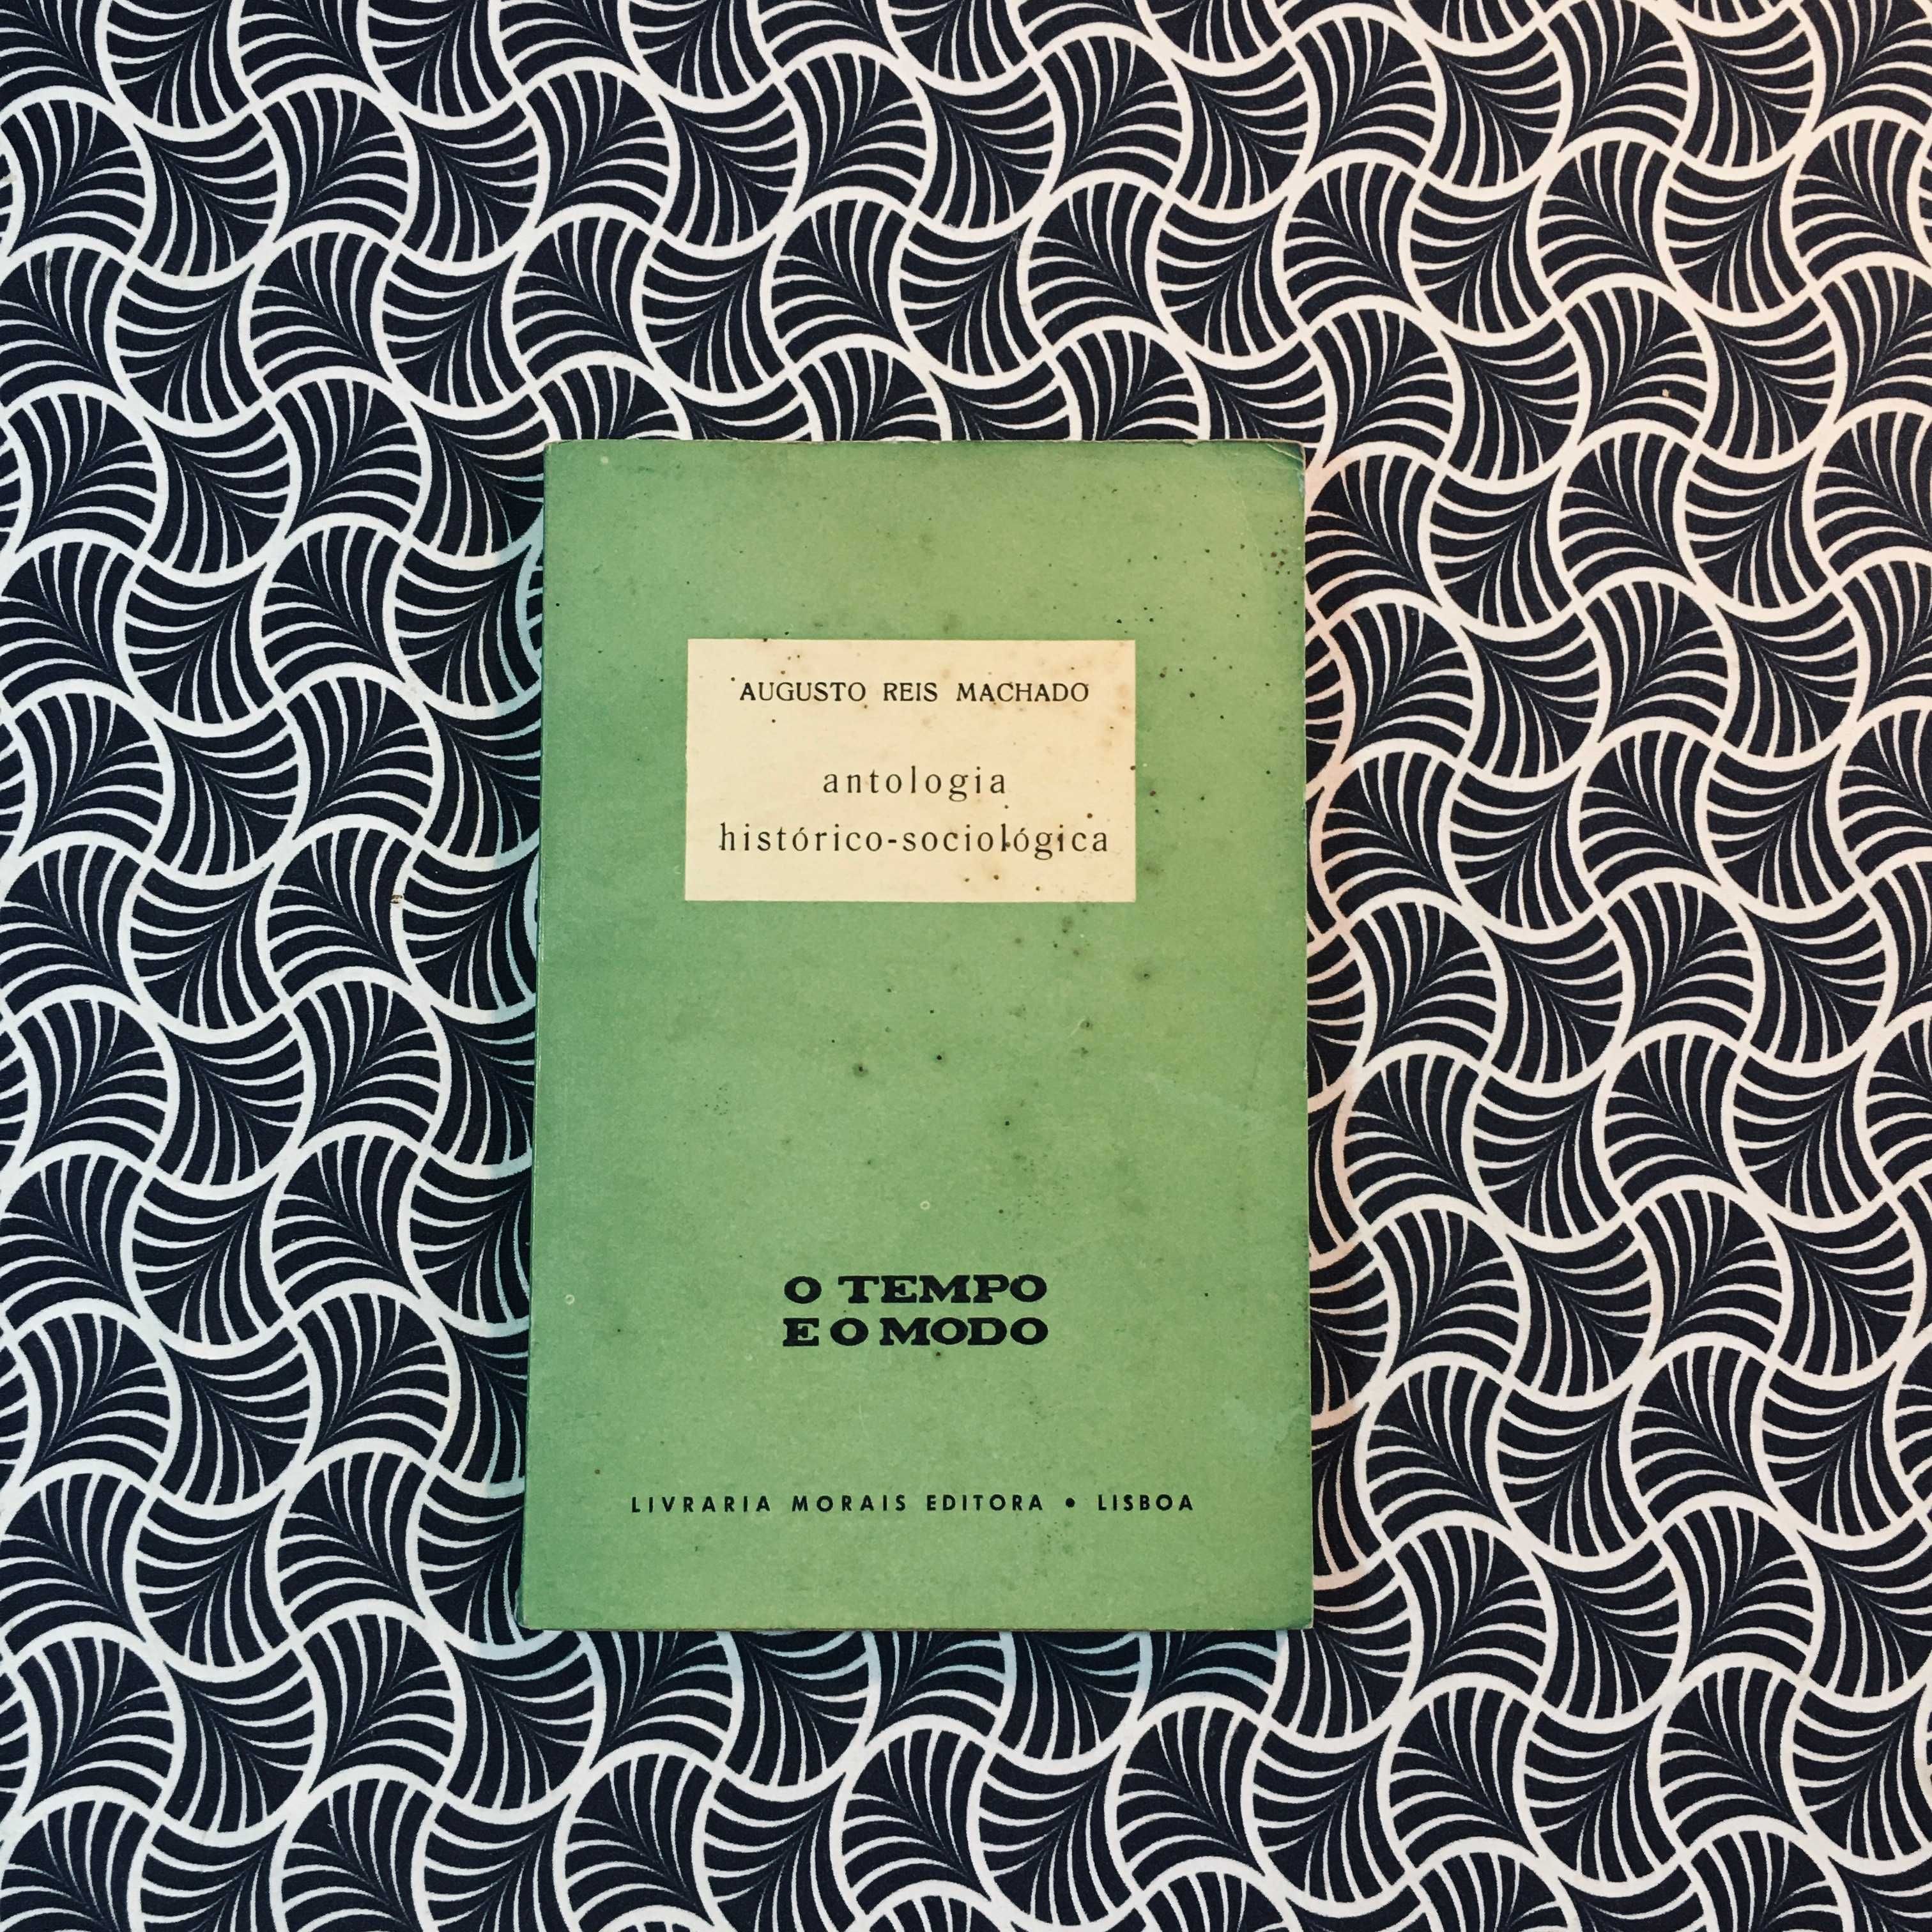 AUGUSTO REIS MACHADO
antologia
histórico-sociológica
O TEMPO
E O MODO
LIVRARIA MORAIS EDITORA • LISBOA